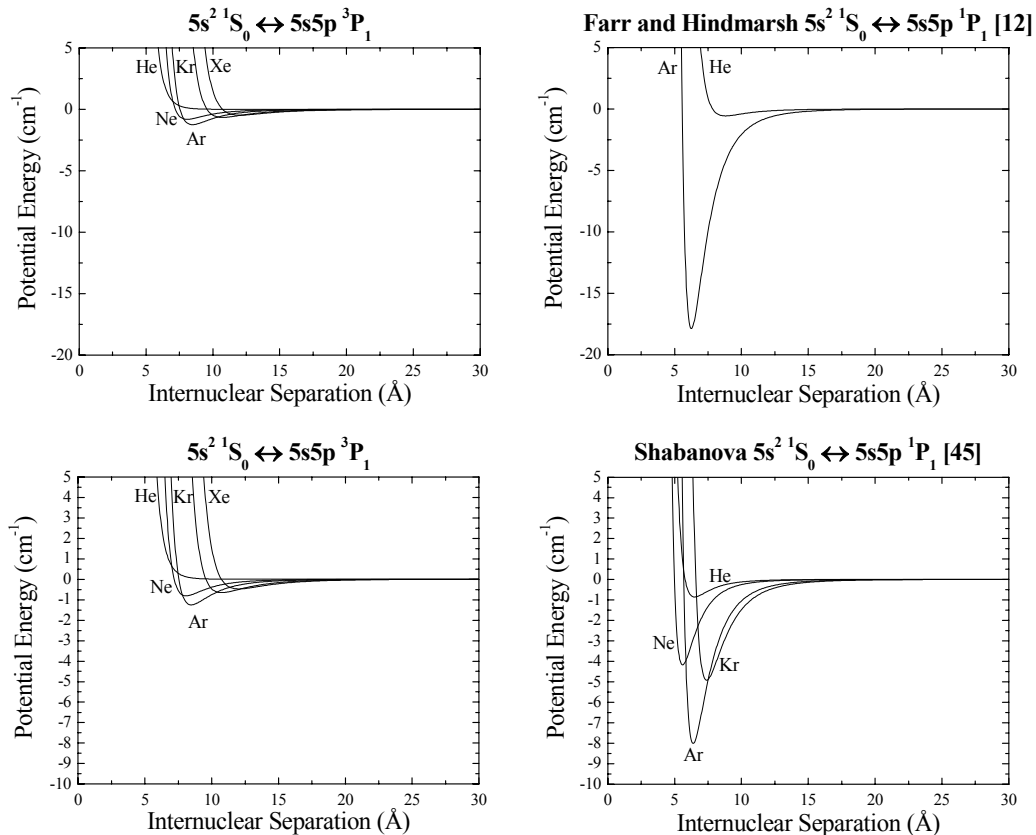 5s² ¹S₀ ↔ 5s5p ³P₁
Potential Energy (cm⁻¹)
5
0
-5
-10
-15
-20
He
Kr
Xe
Ne
Ar
0 5 10 15 20 25 30
Internuclear Separation (Å)
Farr and Hindmarsh 5s² ¹S₀ ↔ 5s5p ¹P₁ [12]
Potential Energy (cm⁻¹)
5
0
-5
-10
-15
-20
Ar
He
0 5 10 15 20 25 30
Internuclear Separation (Å)
5s² ¹S₀ ↔ 5s5p ³P₁
Potential Energy (cm⁻¹)
5
4
3
2
1
0
-1
-2
-3
-4
-5
-6
-7
-8
-9
-10
He
Kr
Xe
Ne
Ar
0 5 10 15 20 25 30
Internuclear Separation (Å)
Shabanova 5s² ¹S₀ ↔ 5s5p ¹P₁ [45]
Potential Energy (cm⁻¹)
5
4
3
2
1
0
-1
-2
-3
-4
-5
-6
-7
-8
-9
-10
He
Ne
Kr
Ar
0 5 10 15 20 25 30
Internuclear Separation (Å)